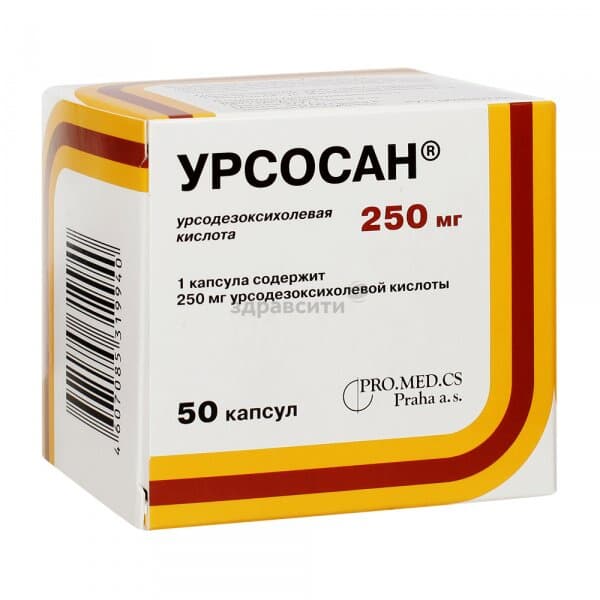 УРСОСАН®
урсодезоксихолевая
кислота
250 мг
1 капсула содержит
250 мг урсодезоксихолевой кислоты
здравсити
50 капсул
PRO.MED.CS
Praha a.s.
4607085319940